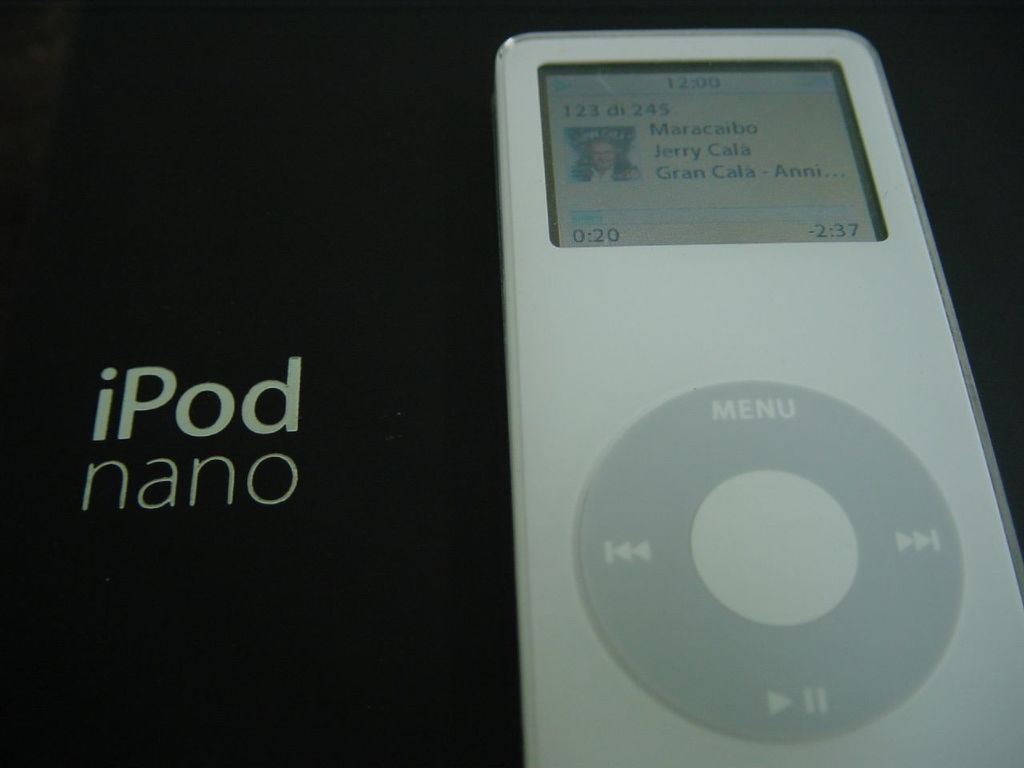 iPod
nano
12:00
123 di 245
Maracaibo
Jerry Calà
Gran Calà - Anni...
0:20
-2:37
MENU